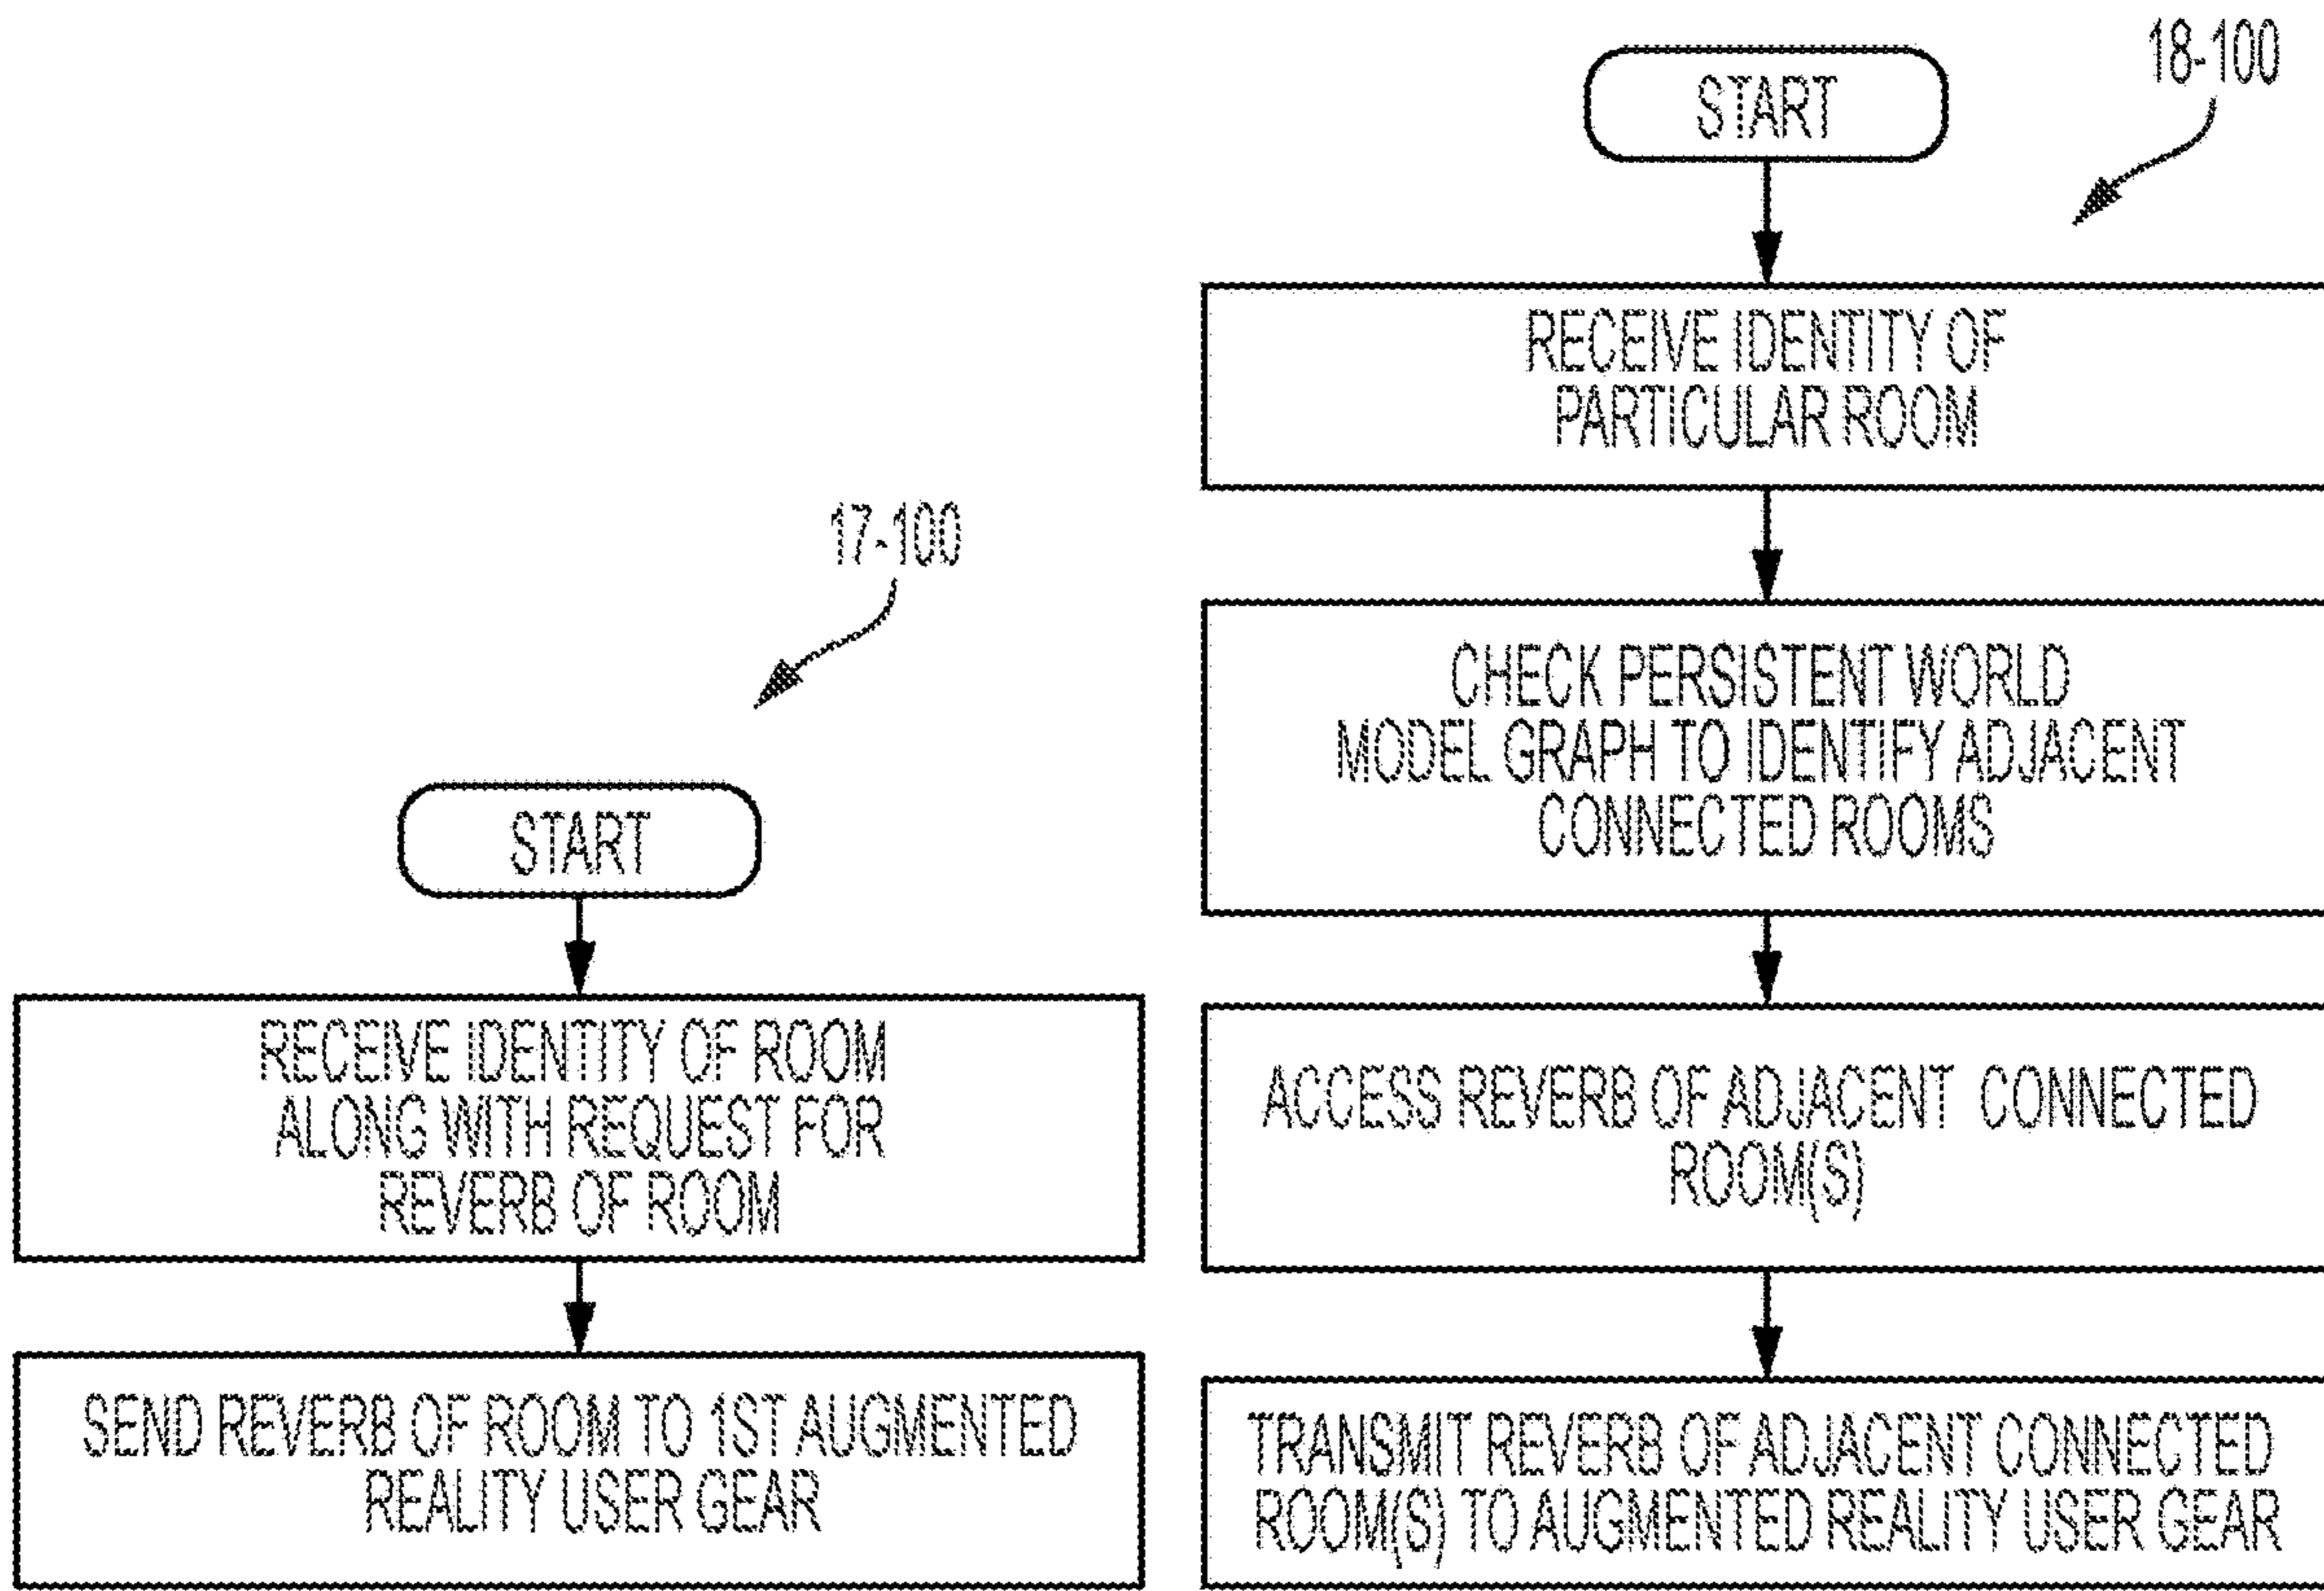 17-100
START
RECEIVE IDENTITY OF ROOM
ALONG WITH REQUEST FOR
REVERB OF ROOM
SEND REVERB OF ROOM TO 1ST AUGMENTED
REALITY USER GEAR
18-100
START
RECEIVE IDENTITY OF
PARTICULAR ROOM
CHECK PERSISTENT WORLD
MODEL GRAPH TO IDENTIFY ADJACENT
CONNECTED ROOMS
ACCESS REVERB OF ADJACENT CONNECTED
ROOM(S)
TRANSMIT REVERB OF ADJACENT CONNECTED
ROOM(S) TO AUGMENTED REALITY USER GEAR